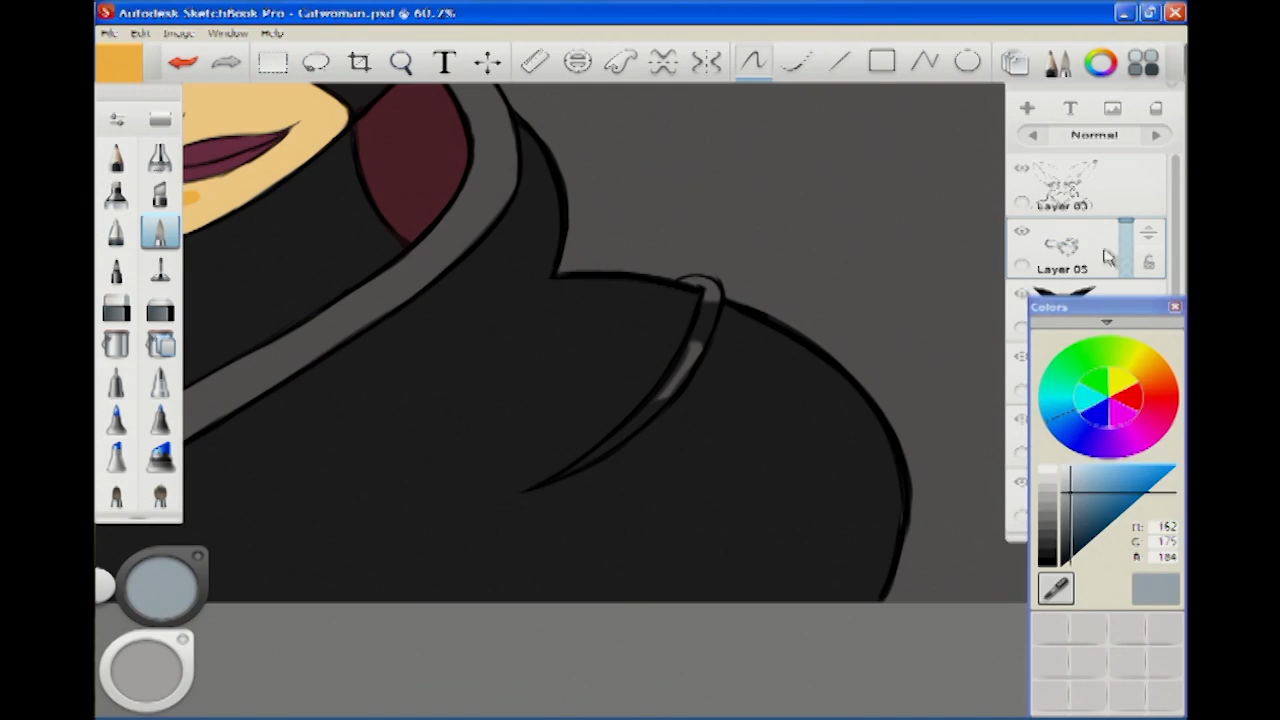 Autodesk SketchBook Pro - Catwoman.psd @ 60.7%
File Edit Image Window Help
T
T
Normal
Layer 03
Layer 05
Colors
R: 162
G: 175
B: 184